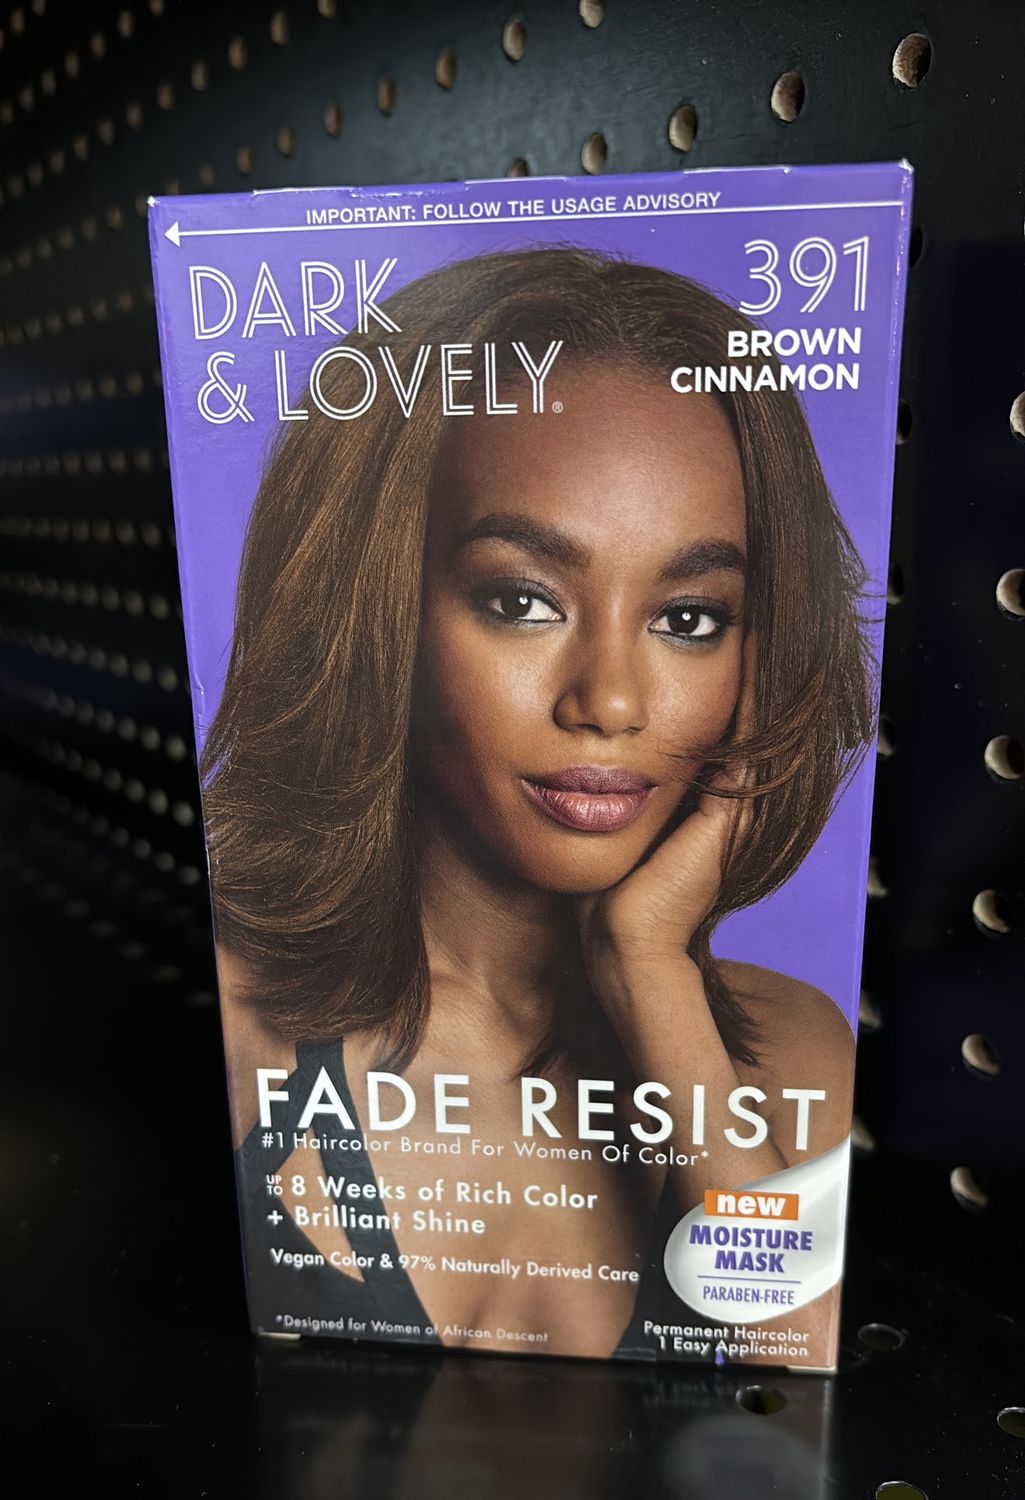 IMPORTANT: FOLLOW THE USAGE ADVISORY
DARK
& LOVELY®
391
BROWN
CINNAMON
FADE RESIST
#1 Haircolor Brand For Women Of Color*
UP TO 8 Weeks of Rich Color
+ Brilliant Shine
Vegan Color & 97% Naturally Derived Care
*Designed for Women of African Descent
new
MOISTURE
MASK
PARABEN-FREE
Permanent Haircolor
1 Easy Application